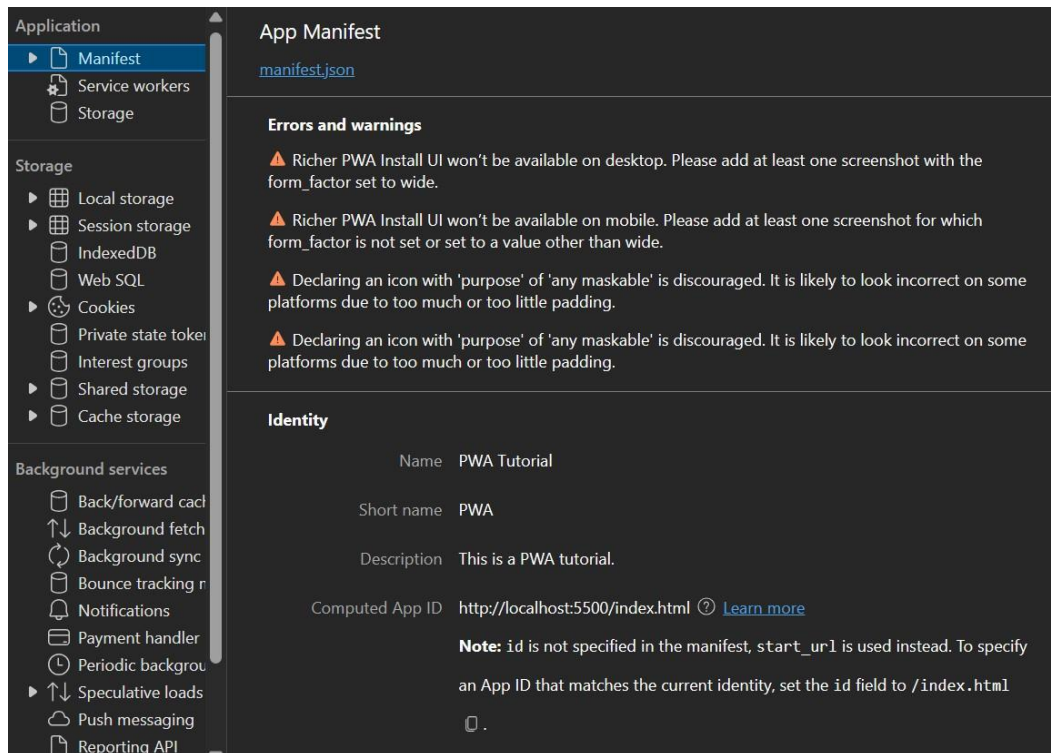 Application
Manifest
Service workers
Storage
Storage
Local storage
Session storage
IndexedDB
Web SQL
Cookies
Private state token
Interest groups
Shared storage
Cache storage
Background services
Back/forward cach
Background fetch
Background sync
Bounce tracking m
Notifications
Payment handler
Periodic backgrou
Speculative loads
Push messaging
Reporting API
App Manifest
manifest.json
Errors and warnings
Richer PWA Install UI won’t be available on desktop. Please add at least one screenshot with the
form_factor set to wide.
Richer PWA Install UI won’t be available on mobile. Please add at least one screenshot for which
form_factor is not set or set to a value other than wide.
Declaring an icon with 'purpose' of 'any maskable' is discouraged. It is likely to look incorrect on some
platforms due to too much or too little padding.
Declaring an icon with 'purpose' of 'any maskable' is discouraged. It is likely to look incorrect on some
platforms due to too much or too little padding.
Identity
Name PWA Tutorial
Short name PWA
Description This is a PWA tutorial.
Computed App ID http://localhost:5500/index.html ? Learn more
Note: id is not specified in the manifest, start_url is used instead. To specify
an App ID that matches the current identity, set the id field to /index.html
.